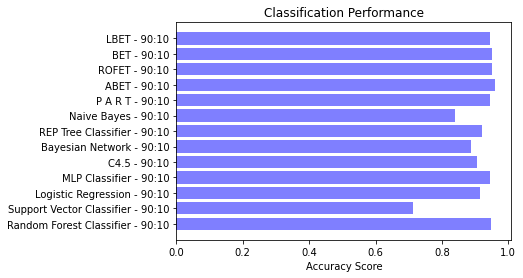 Classification Performance
LBET - 90:10
BET - 90:10
ROFET - 90:10
ABET - 90:10
P A R T - 90:10
Naive Bayes - 90:10
REP Tree Classifier - 90:10
Bayesian Network - 90:10
C4.5 - 90:10
MLP Classifier - 90:10
Logistic Regression - 90:10
Support Vector Classifier - 90:10
Random Forest Classifier - 90:10
0.0 0.2 0.4 0.6 0.8 1.0
Accuracy Score